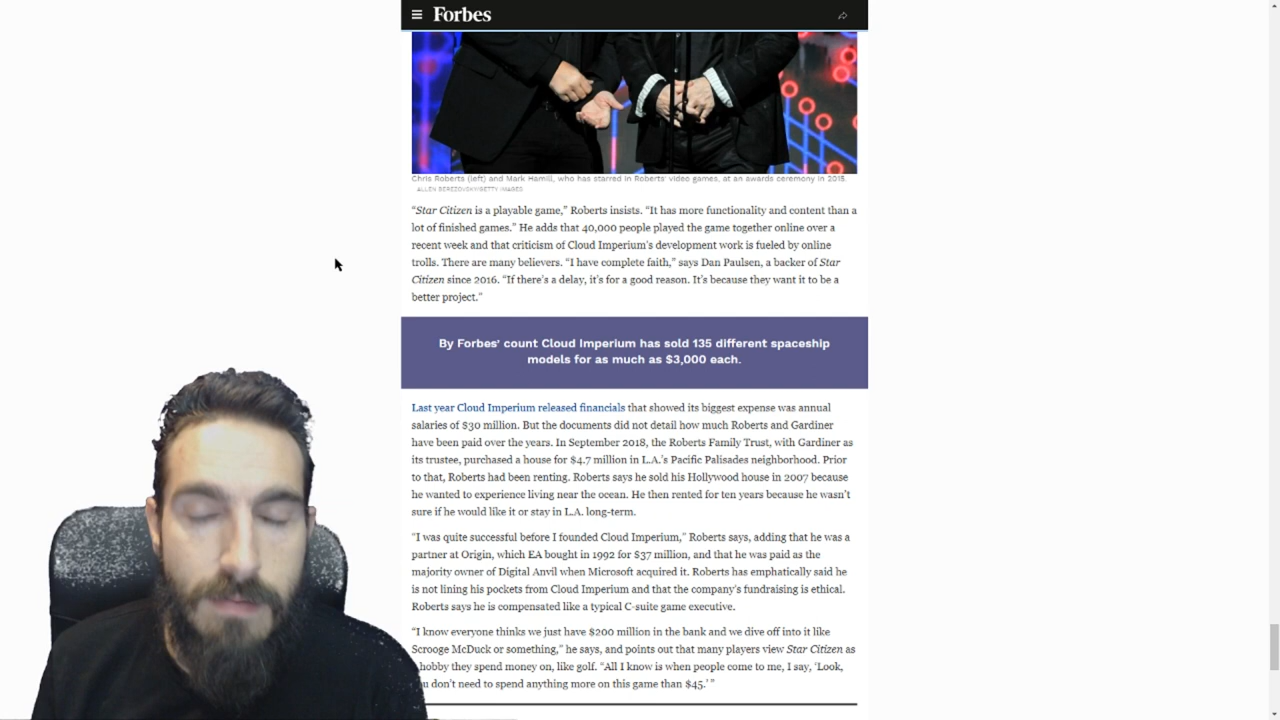 Forbes
Chris Roberts (left) and Mark Hamill, who has starred in Roberts' video games, at an awards ceremony in 2015.
ALLEN BEREZOVSKY/GETTY IMAGES
“Star Citizen is a playable game,” Roberts insists. “It has more functionality and content than a
lot of finished games.” He adds that 40,000 people played the game together online over a
recent week and that criticism of Cloud Imperium’s development work is fueled by online
trolls. There are many believers. “I have complete faith,” says Dan Paulsen, a backer of Star
Citizen since 2016. “If there’s a delay, it’s for a good reason. It’s because they want it to be a
better project.”
By Forbes’ count Cloud Imperium has sold 135 different spaceship
models for as much as $3,000 each.
Last year Cloud Imperium released financials that showed its biggest expense was annual
salaries of $30 million. But the documents did not detail how much Roberts and Gardiner
have been paid over the years. In September 2018, the Roberts Family Trust, with Gardiner as
its trustee, purchased a house for $4.7 million in L.A.’s Pacific Palisades neighborhood. Prior
to that, Roberts had been renting. Roberts says he sold his Hollywood house in 2007 because
he wanted to experience living near the ocean. He then rented for ten years because he wasn’t
sure if he would like it or stay in L.A. long-term.
“I was quite successful before I founded Cloud Imperium,” Roberts says, adding that he was a
partner at Origin, which EA bought in 1992 for $37 million, and that he was paid as the
majority owner of Digital Anvil when Microsoft acquired it. Roberts has emphatically said he
is not lining his pockets from Cloud Imperium and that the company’s fundraising is ethical.
Roberts says he is compensated like a typical C-suite game executive.
“I know everyone thinks we just have $200 million in the bank and we dive off into it like
Scrooge McDuck or something,” he says, and points out that many players view Star Citizen as
hobby they spend money on, like golf. “All I know is when people come to me, I say, ‘Look,
don’t need to spend anything more on this game than $45.’ ”